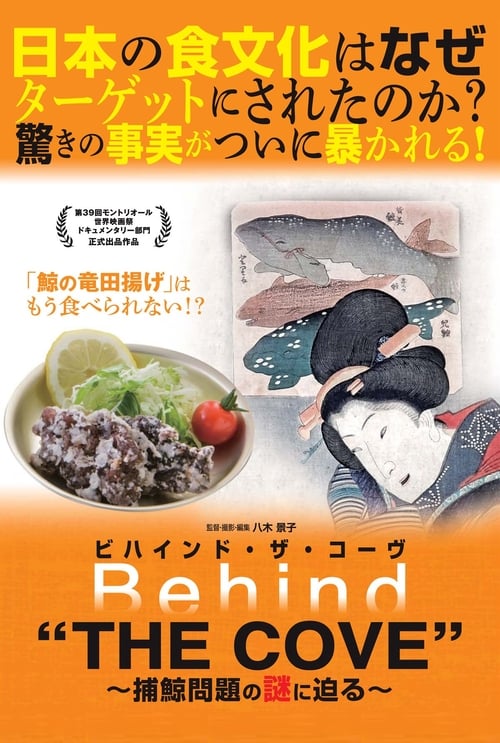 日本の食文化はなぜ
ターゲットにされたのか?
驚きの事実がついに暴かれる!
第39回モントリオール
世界映画祭
ドキュメンタリー部門
正式出品作品
「鯨の竜田揚げ」は
もう食べられない!?
監督・撮影・編集 八木 景子
ビハインド・ザ・コーヴ
Behind
“THE COVE”
〜捕鯨問題の謎に迫る〜